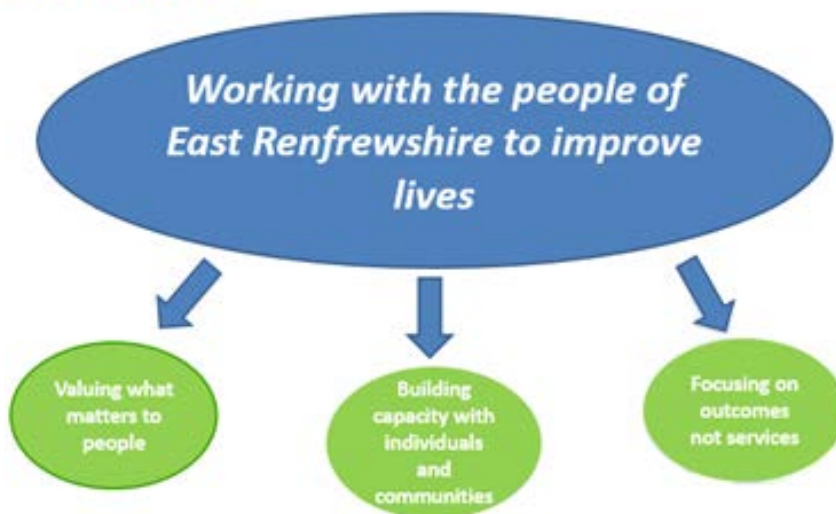 Working with the people of
East Renfrewshire to improve
lives
Valuing what
matters to
people
Building
capacity with
individuals
and
communities
Focusing on
outcomes
not services